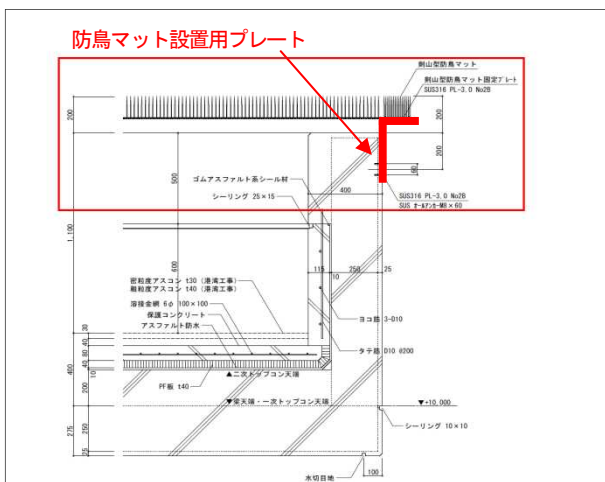 防鳥マット設置用プレート
剣山型防鳥マット
剣山型防鳥マット固定プレート
SUS316 PL-3.0 No2B
200
200
200
500
60
ゴムアスファルト系シール材
400
シーリング 25×15
SUS316 PL-3.0 No2B
SUS オールアンカーM8×60
1,100
600
115
10
250
25
密粒度アスコン t30 (港湾工事)
粗粒度アスコン t40 (港湾工事)
溶接金網 6φ 100×100
保護コンクリート
アスファルト防水
ヨコ筋 3-D10
タテ筋 D10 @200
30
40
80
40
10
PF板 t40
▲二次トップコン天端
400
200
▼梁天端・一次トップコン天端
▼+10,000
シーリング 10×10
275
250
25
100
水切目地